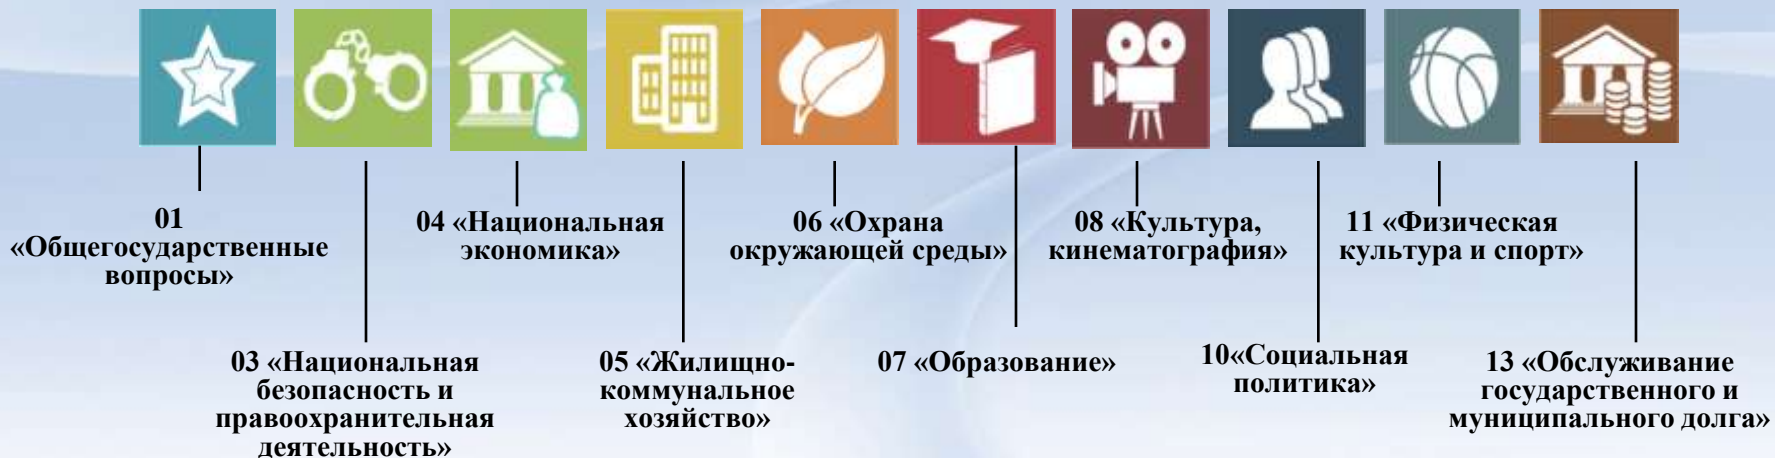 01
«Общегосударственные
вопросы»
03 «Национальная
безопасность и
правоохранительная
деятельность»
04 «Национальная
экономика»
05 «Жилищно-
коммунальное
хозяйство»
06 «Охрана
окружающей среды»
07 «Образование»
08 «Культура,
кинематография»
10«Социальная
политика»
11 «Физическая
культура и спорт»
13 «Обслуживание
государственного и
муниципального долга»